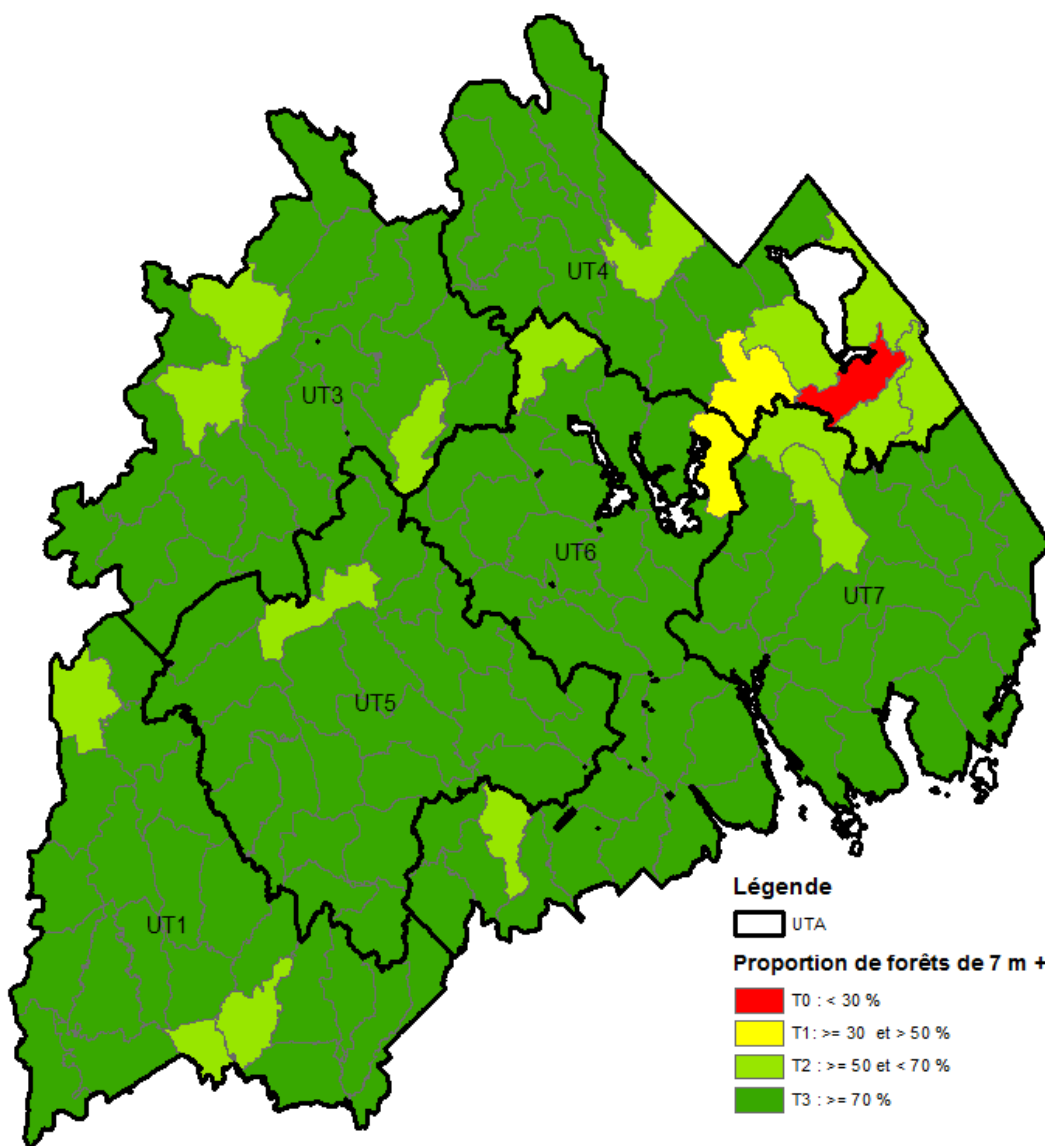 UT4
UT3
UT6
UT7
UT5
UT1
Légende
UTA
Proportion de forêts de 7 m +
T0 : < 30 %
T1: >= 30 et > 50 %
T2 : >= 50 et < 70 %
T3 : >= 70 %